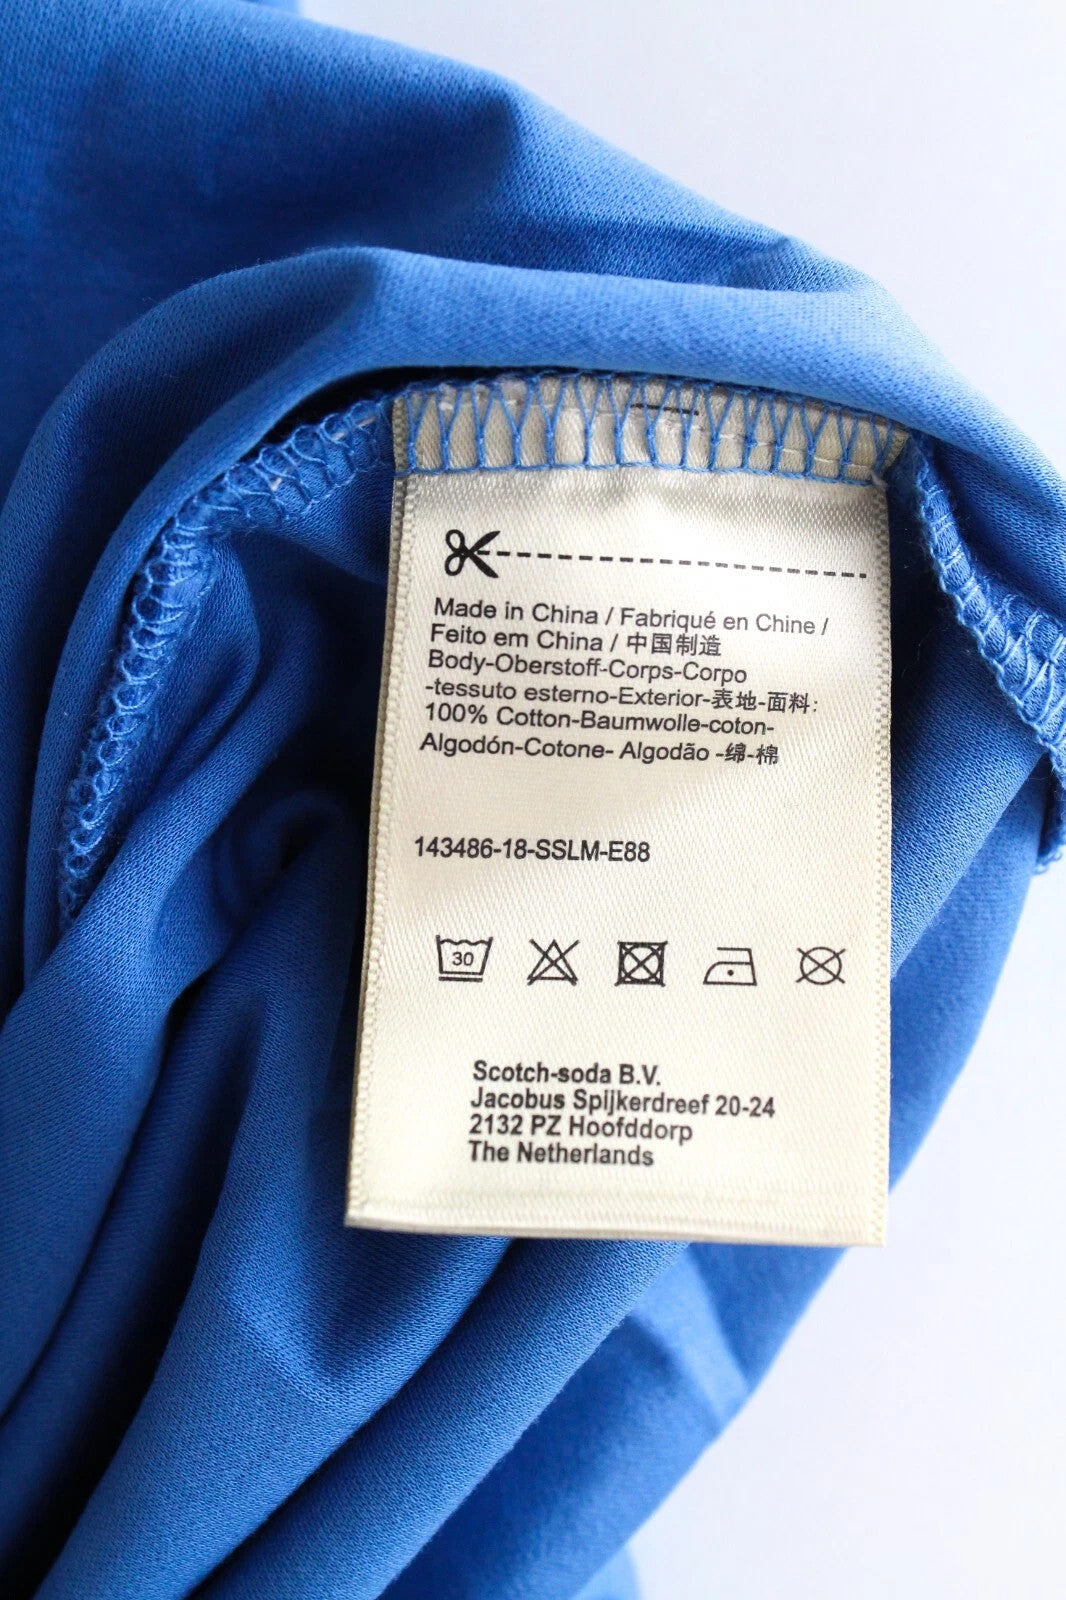 Made in China / Fabriqué en Chine /
Feito em China / 中国制造
Body-Oberstoff-Corps-Corpo
-tessuto esterno-Exterior-表地-面料:
100% Cotton-Baumwolle-coton-
Algodón-Cotone- Algodão -绵-棉
143486-18-SSLM-E88
30
Scotch-soda B.V.
Jacobus Spijkerdreef 20-24
2132 PZ Hoofddorp
The Netherlands